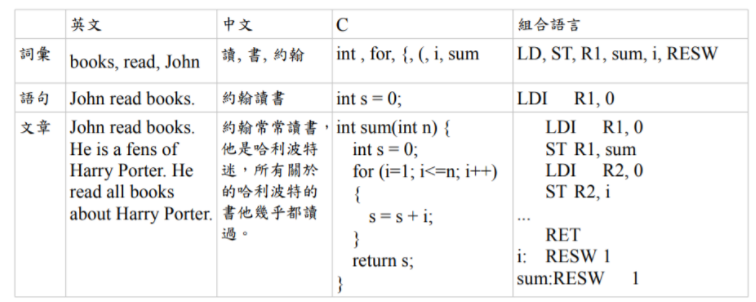 英文 中文 C 組合語言
詞彙 books, read, John 讀, 書, 約翰 int , for, {, (, i, sum LD, ST, R1, sum, i, RESW
語句 John read books. 約翰讀書 int s = 0; LDI R1, 0
文章 John read books. 約翰常常讀書， int sum(int n) { LDI R1, 0
He is a fens of 他是哈利波特 int s = 0; ST R1, sum
Harry Porter. He 迷，所有關於 for (i=1; i<=n; i++) LDI R2, 0
read all books 的哈利波特的 { ST R2, i
about Harry Porter. 書他幾乎都讀 s = s + i; ...
過。 } RET
return s; i: RESW 1
} sum:RESW 1